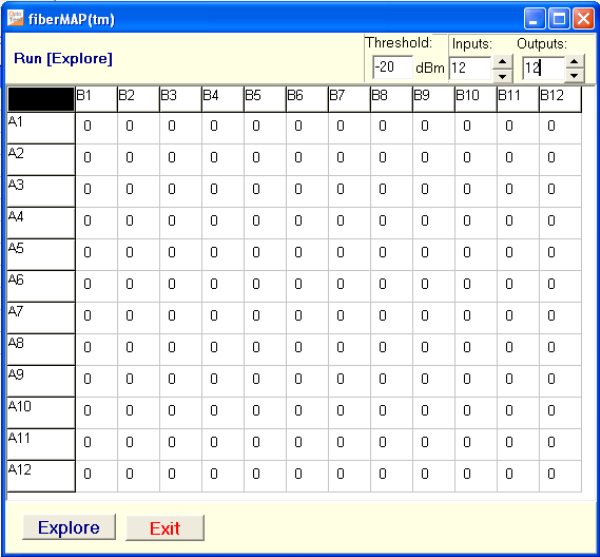 fiberMAP(tm)
Run [Explore]
Threshold: Inputs: Outputs:
-20 dBm 12 12
B1 B2 B3 B4 B5 B6 B7 B8 B9 B10 B11 B12
A1 0 0 0 0 0 0 0 0 0 0 0 0
A2 0 0 0 0 0 0 0 0 0 0 0 0
A3 0 0 0 0 0 0 0 0 0 0 0 0
A4 0 0 0 0 0 0 0 0 0 0 0 0
A5 0 0 0 0 0 0 0 0 0 0 0 0
A6 0 0 0 0 0 0 0 0 0 0 0 0
A7 0 0 0 0 0 0 0 0 0 0 0 0
A8 0 0 0 0 0 0 0 0 0 0 0 0
A9 0 0 0 0 0 0 0 0 0 0 0 0
A10 0 0 0 0 0 0 0 0 0 0 0 0
A11 0 0 0 0 0 0 0 0 0 0 0 0
A12 0 0 0 0 0 0 0 0 0 0 0 0
Explore Exit